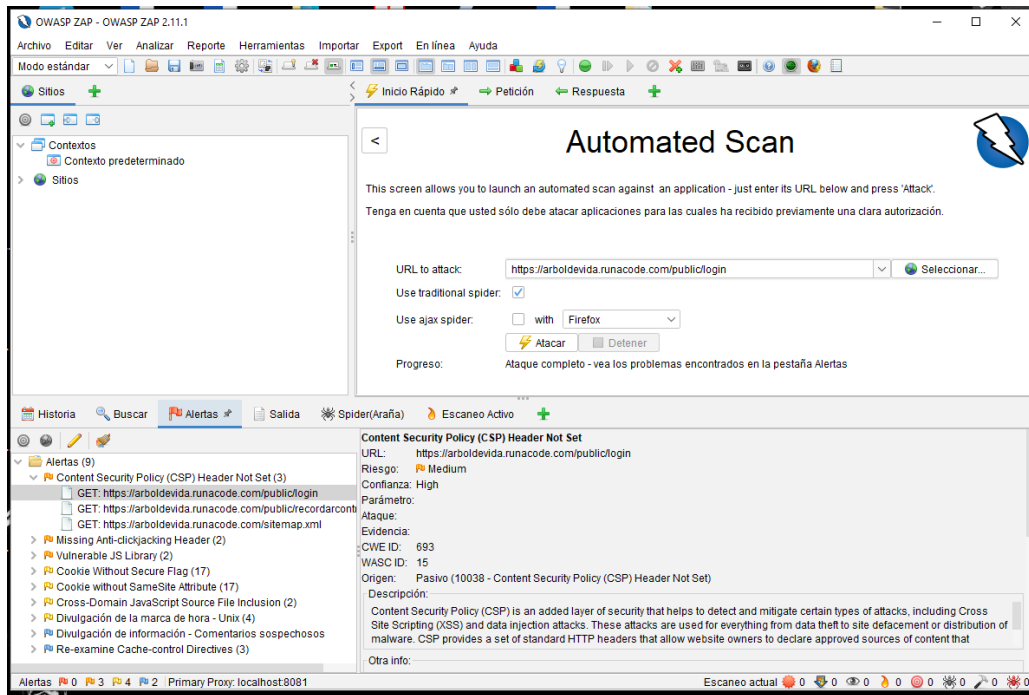 OWASP ZAP - OWASP ZAP 2.11.1
Archivo Editar Ver Analizar Reporte Herramientas Importar Export En línea Ayuda
Modo estándar
Sitios
Inicio Rápido
Petición
Respuesta
Contextos
Contexto predeterminado
Sitios
<
Automated Scan
This screen allows you to launch an automated scan against an application - just enter its URL below and press 'Attack'.
Tenga en cuenta que usted sólo debe atacar aplicaciones para las cuales ha recibido previamente una clara autorización.
URL to attack: https://arboldevida.runacode.com/public/login Seleccionar...
Use traditional spider:
Use ajax spider: with Firefox
Atacar Detener
Progreso: Ataque completo - vea los problemas encontrados en la pestaña Alertas
Historia Buscar Alertas Salida Spider(Araña) Escaneo Activo
Alertas (9)
Content Security Policy (CSP) Header Not Set (3)
GET: https://arboldevida.runacode.com/public/login
GET: https://arboldevida.runacode.com/public/recordarcontr
GET: https://arboldevida.runacode.com/sitemap.xml
Missing Anti-clickjacking Header (2)
Vulnerable JS Library (2)
Cookie Without Secure Flag (17)
Cookie without SameSite Attribute (17)
Cross-Domain JavaScript Source File Inclusion (2)
Divulgación de la marca de hora - Unix (4)
Divulgación de información - Comentarios sospechosos
Re-examine Cache-control Directives (3)
Content Security Policy (CSP) Header Not Set
URL: https://arboldevida.runacode.com/public/login
Riesgo: Medium
Confianza: High
Parámetro:
Ataque:
Evidencia:
CWE ID: 693
WASC ID: 15
Origen: Pasivo (10038 - Content Security Policy (CSP) Header Not Set)
Descripción:
Content Security Policy (CSP) is an added layer of security that helps to detect and mitigate certain types of attacks, including Cross
Site Scripting (XSS) and data injection attacks. These attacks are used for everything from data theft to site defacement or distribution of
malware. CSP provides a set of standard HTTP headers that allow website owners to declare approved sources of content that
Otra info:
Alertas 0 3 4 2 Primary Proxy: localhost:8081
Escaneo actual 0 0 0 0 0 0 0 0